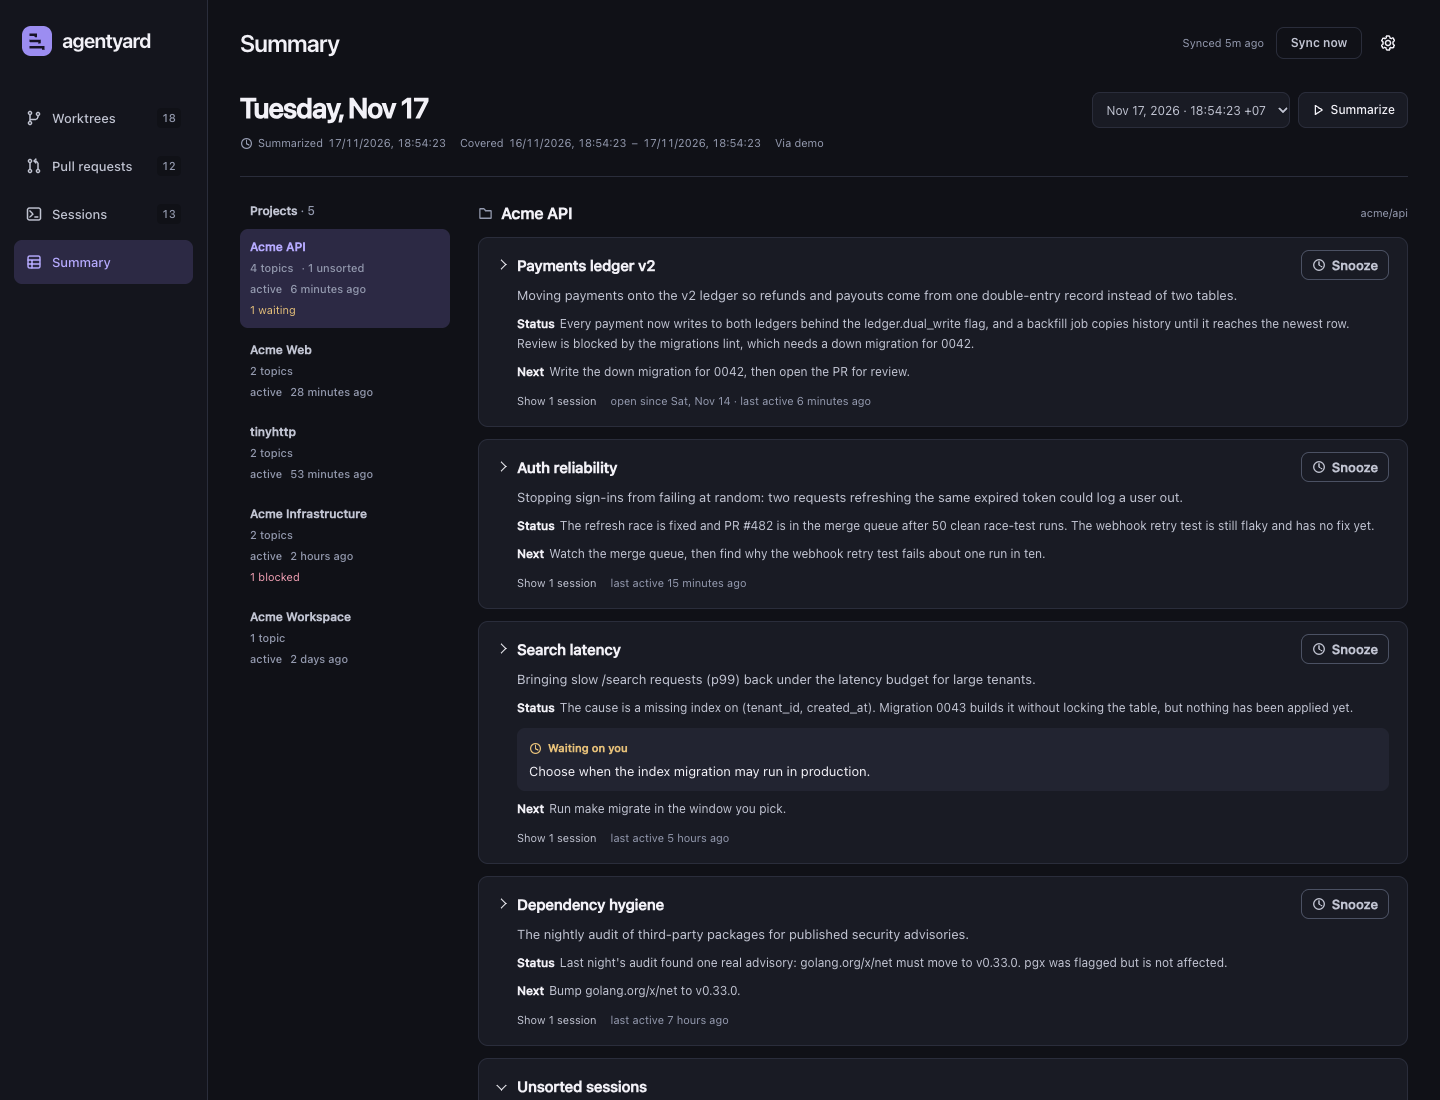 agentyard
Worktrees 18
Pull requests 12
Sessions 13
Summary
Summary
Synced 5m ago
Sync now
Tuesday, Nov 17
Summarized 17/11/2026, 18:54:23 Covered 16/11/2026, 18:54:23 – 17/11/2026, 18:54:23 Via demo
Nov 17, 2026 · 18:54:23 +07
Summarize
Projects · 5
Acme API
4 topics · 1 unsorted
active 6 minutes ago
1 waiting
Acme Web
2 topics
active 28 minutes ago
tinyhttp
2 topics
active 53 minutes ago
Acme Infrastructure
2 topics
active 2 hours ago
1 blocked
Acme Workspace
1 topic
active 2 days ago
Acme API
acme/api
Payments ledger v2
Snooze
Moving payments onto the v2 ledger so refunds and payouts come from one double-entry record instead of two tables.
Status Every payment now writes to both ledgers behind the ledger.dual_write flag, and a backfill job copies history until it reaches the newest row.
Review is blocked by the migrations lint, which needs a down migration for 0042.
Next Write the down migration for 0042, then open the PR for review.
Show 1 session open since Sat, Nov 14 · last active 6 minutes ago
Auth reliability
Snooze
Stopping sign-ins from failing at random: two requests refreshing the same expired token could log a user out.
Status The refresh race is fixed and PR #482 is in the merge queue after 50 clean race-test runs. The webhook retry test is still flaky and has no fix yet.
Next Watch the merge queue, then find why the webhook retry test fails about one run in ten.
Show 1 session last active 15 minutes ago
Search latency
Snooze
Bringing slow /search requests (p99) back under the latency budget for large tenants.
Status The cause is a missing index on (tenant_id, created_at). Migration 0043 builds it without locking the table, but nothing has been applied yet.
Waiting on you
Choose when the index migration may run in production.
Next Run make migrate in the window you pick.
Show 1 session last active 5 hours ago
Dependency hygiene
Snooze
The nightly audit of third-party packages for published security advisories.
Status Last night's audit found one real advisory: golang.org/x/net must move to v0.33.0. pgx was flagged but is not affected.
Next Bump golang.org/x/net to v0.33.0.
Show 1 session last active 7 hours ago
Unsorted sessions